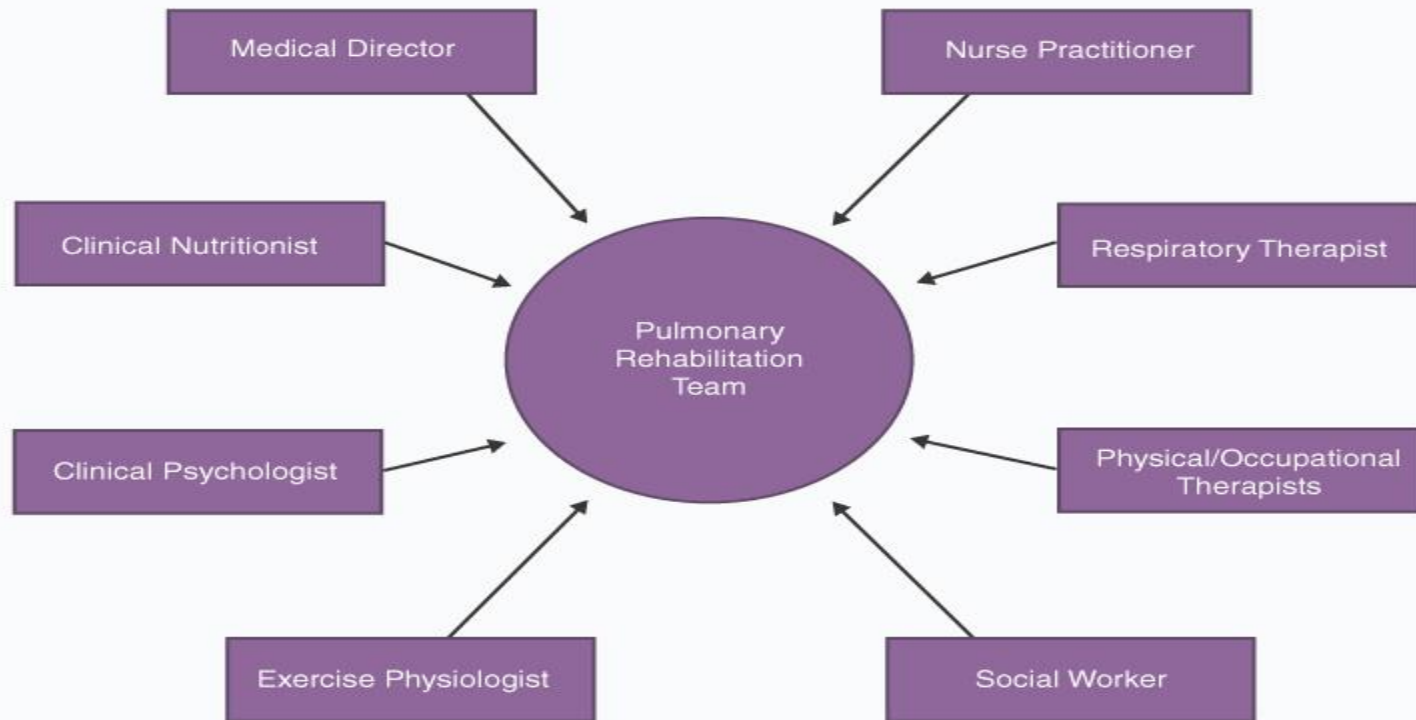 Medical Director
Nurse Practitioner
Clinical Nutritionist
Respiratory Therapist
Pulmonary
Rehabilitation
Team
Clinical Psychologist
Physical/Occupational
Therapists
Exercise Physiologist
Social Worker